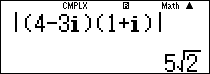 CMPLX R Math ▲
|(4-3i)(1+i)|
5√2